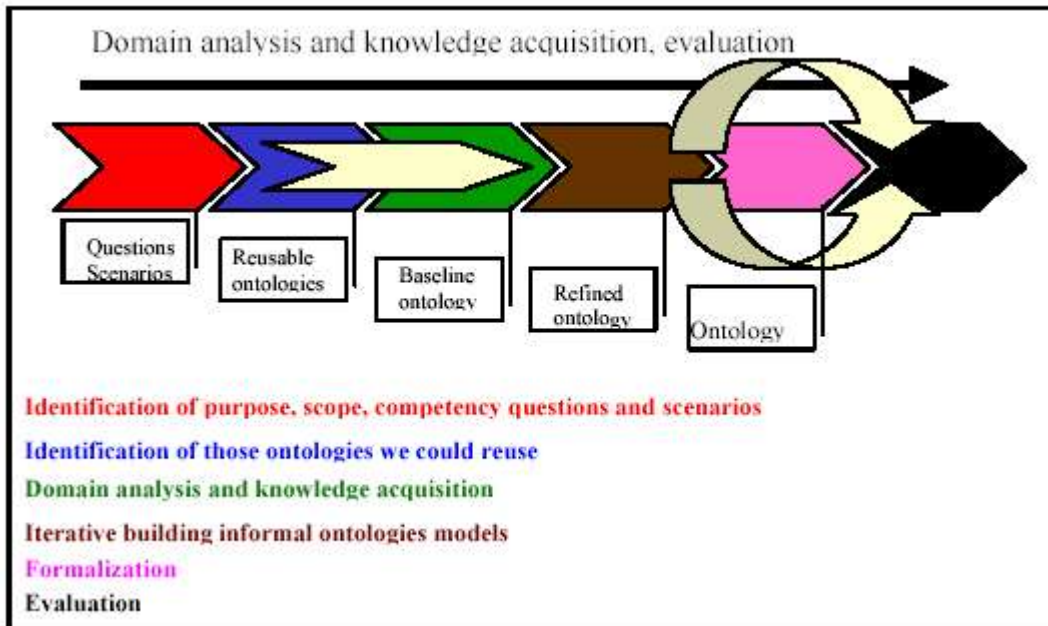 Domain analysis and knowledge acquisition, evaluation
Questions
Scenarios
Reusable
ontologies
Baseline
ontology
Refined
ontology
Ontology
Identification of purpose, scope, competency questions and scenarios
Identification of those ontologies we could reuse
Domain analysis and knowledge acquisition
Iterative building informal ontologies models
Formalization
Evaluation